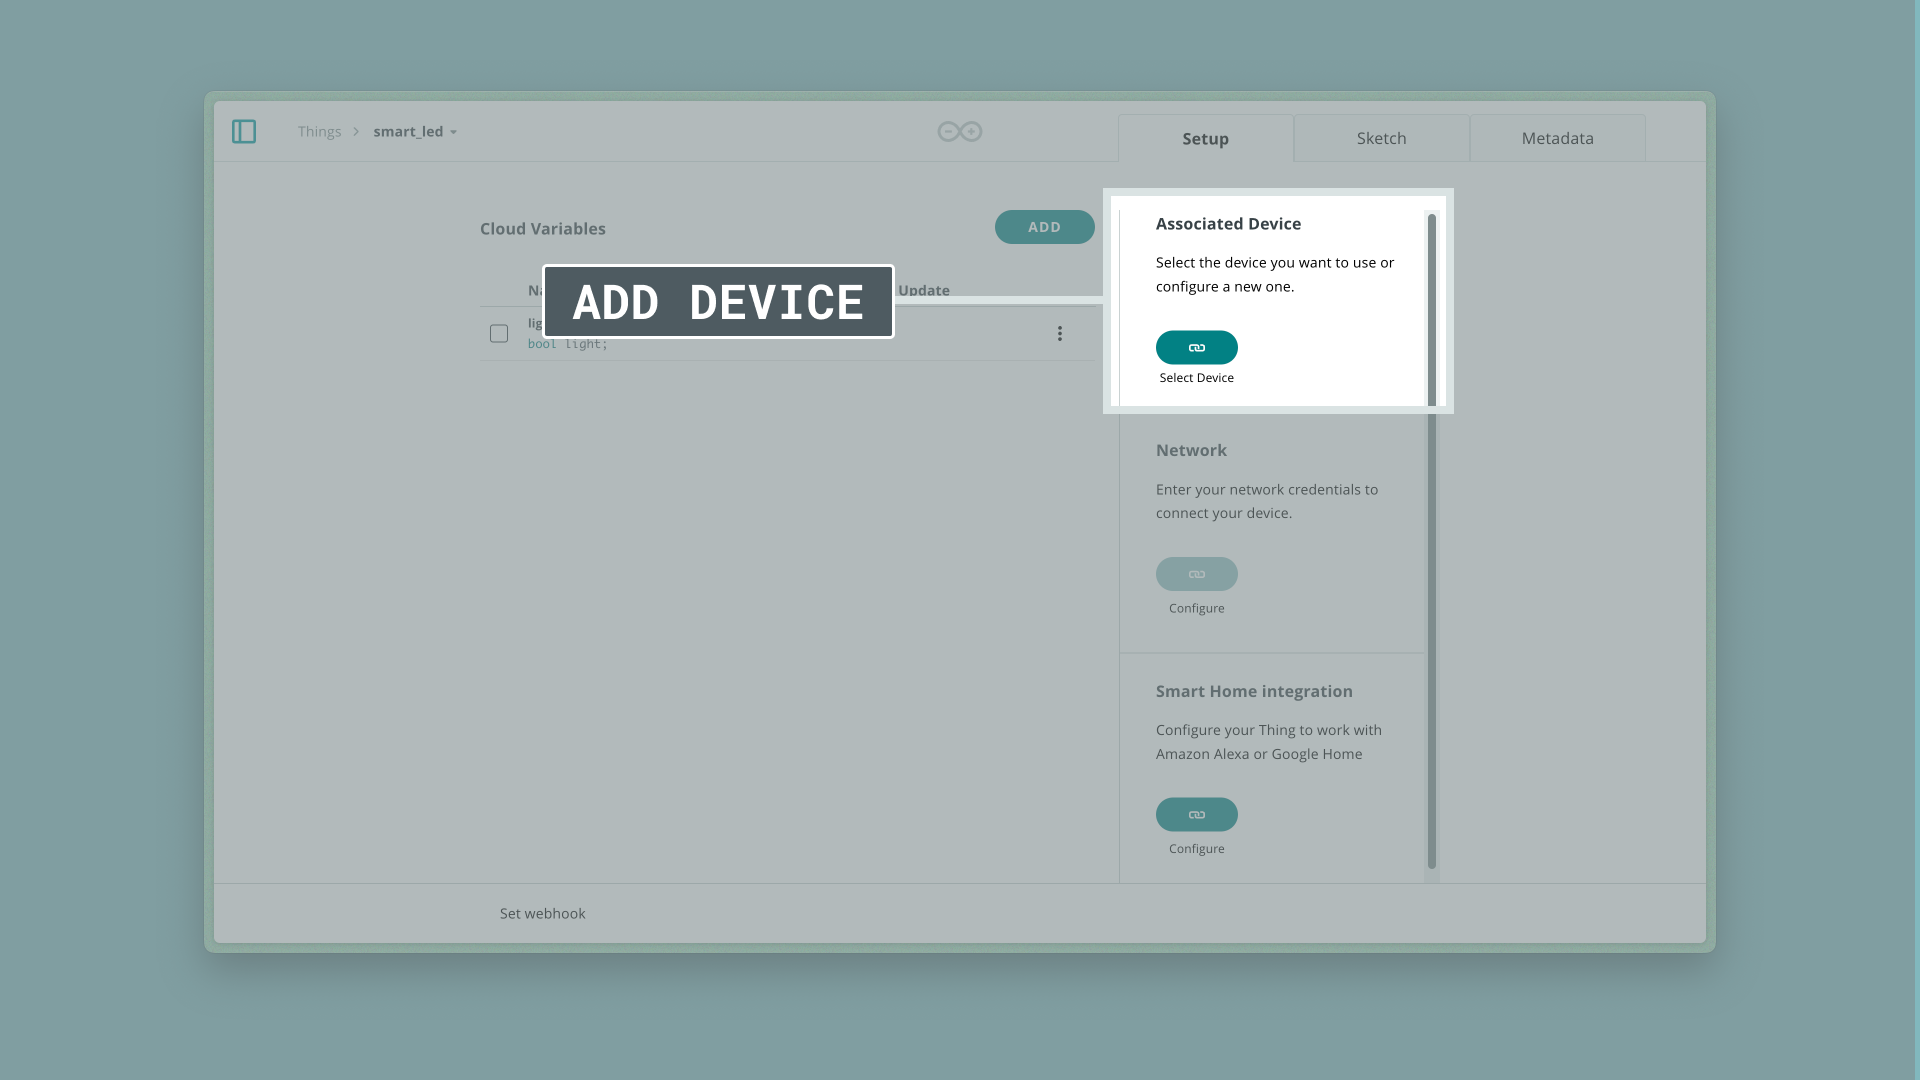 Things
smart_led
Setup
Sketch
Metadata
Cloud Variables
ADD
Update
bool light;
ADD DEVICE
Associated Device
Select the device you want to use or
configure a new one.
Select Device
Network
Enter your network credentials to
connect your device.
Configure
Smart Home integration
Configure your Thing to work with
Amazon Alexa or Google Home
Configure
Set webhook